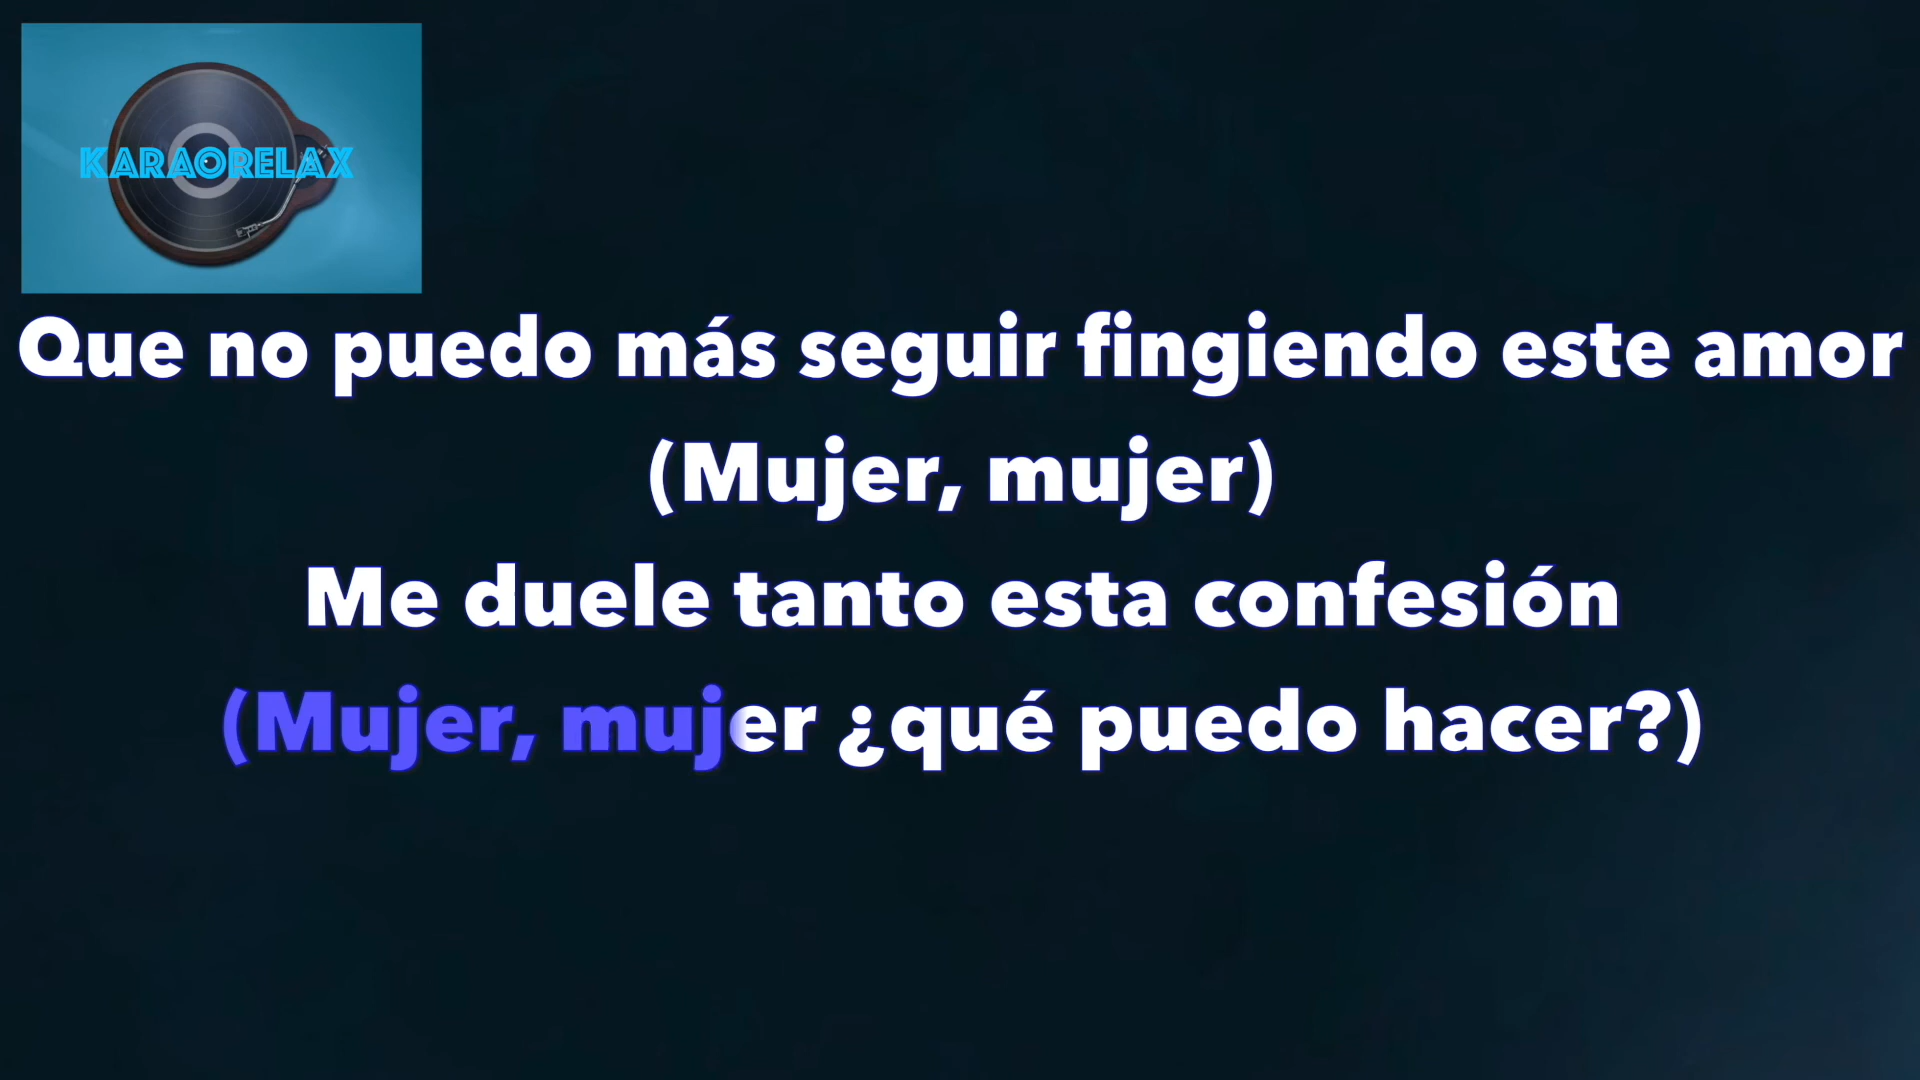 KARAORELAX
Que no puedo más seguir fingiendo este amor
(Mujer, mujer)
Me duele tanto esta confesión
(Mujer, mujer ¿qué puedo hacer?)